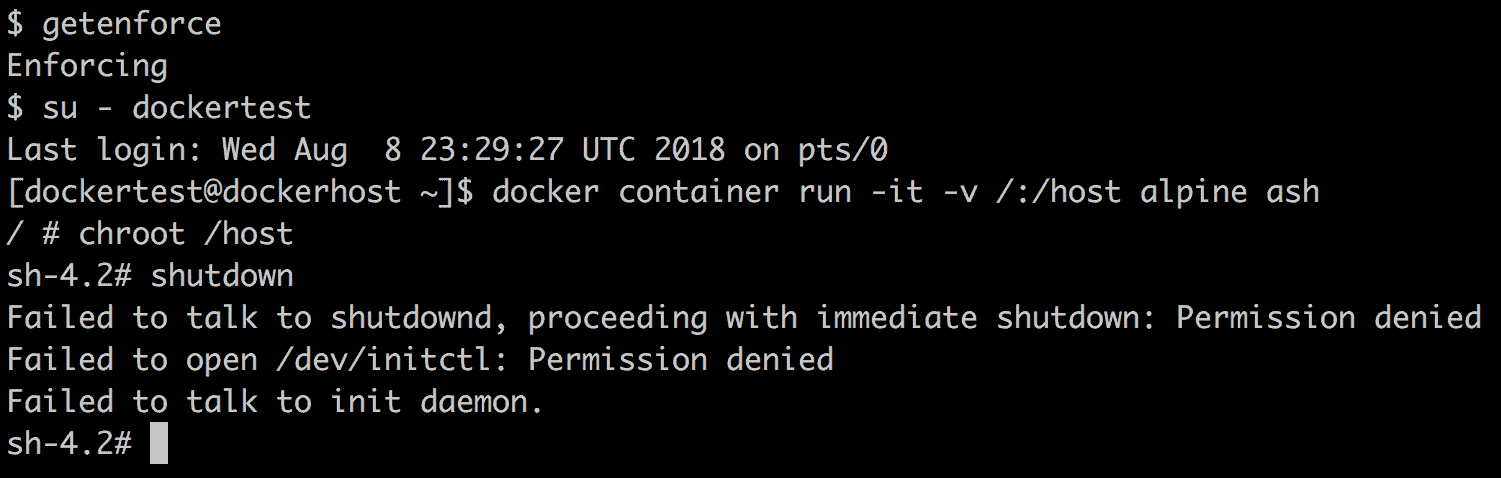 $ getenforce
Enforcing
$ su - dockertest
Last login: Wed Aug  8 23:29:27 UTC 2018 on pts/0
[dockertest@dockerhost ~]$ docker container run -it -v /:/host alpine ash
/ # chroot /host
sh-4.2# shutdown
Failed to talk to shutdownd, proceeding with immediate shutdown: Permission denied
Failed to open /dev/initctl: Permission denied
Failed to talk to init daemon.
sh-4.2#